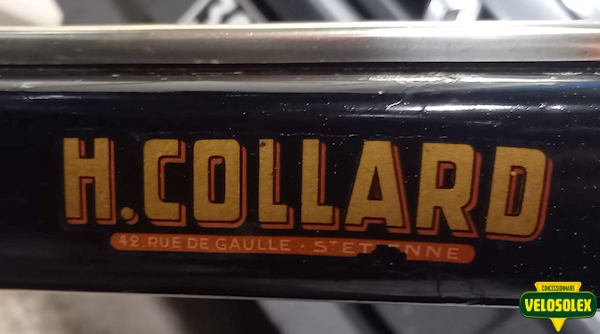 H.COLLARD
42. RUE DE GAULLE · ST ETIENNE
CONCESSIONNAIRE
VELOSOLEX